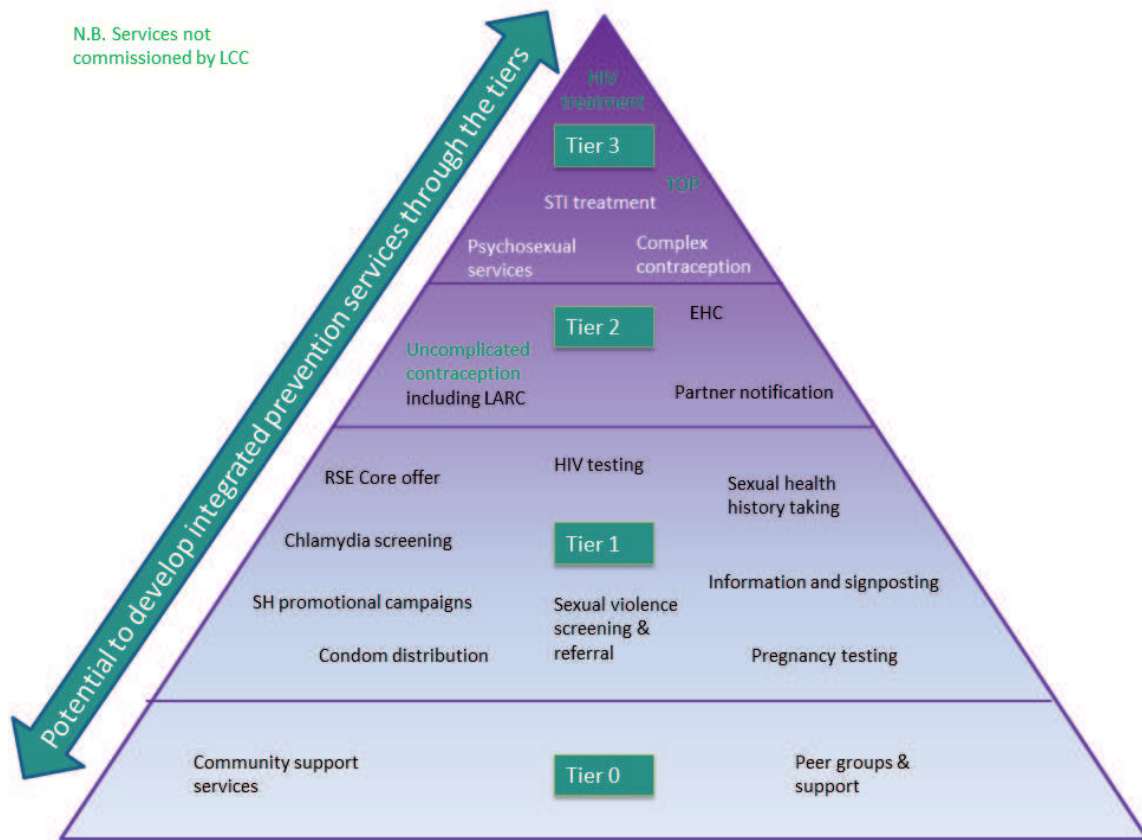 N.B. Services not
commissioned by LCC
Potential to develop integrated prevention services through the tiers
HIV
treatment
Tier 3
TOP
STI treatment
Psychosexual
services
Complex
contraception
Tier 2
EHC
Uncomplicated
contraception
including LARC
Partner notification
RSE Core offer
HIV testing
Sexual health
history taking
Chlamydia screening
Tier 1
Information and signposting
SH promotional campaigns
Sexual violence
screening &
referral
Condom distribution
Pregnancy testing
Community support
services
Tier 0
Peer groups &
support